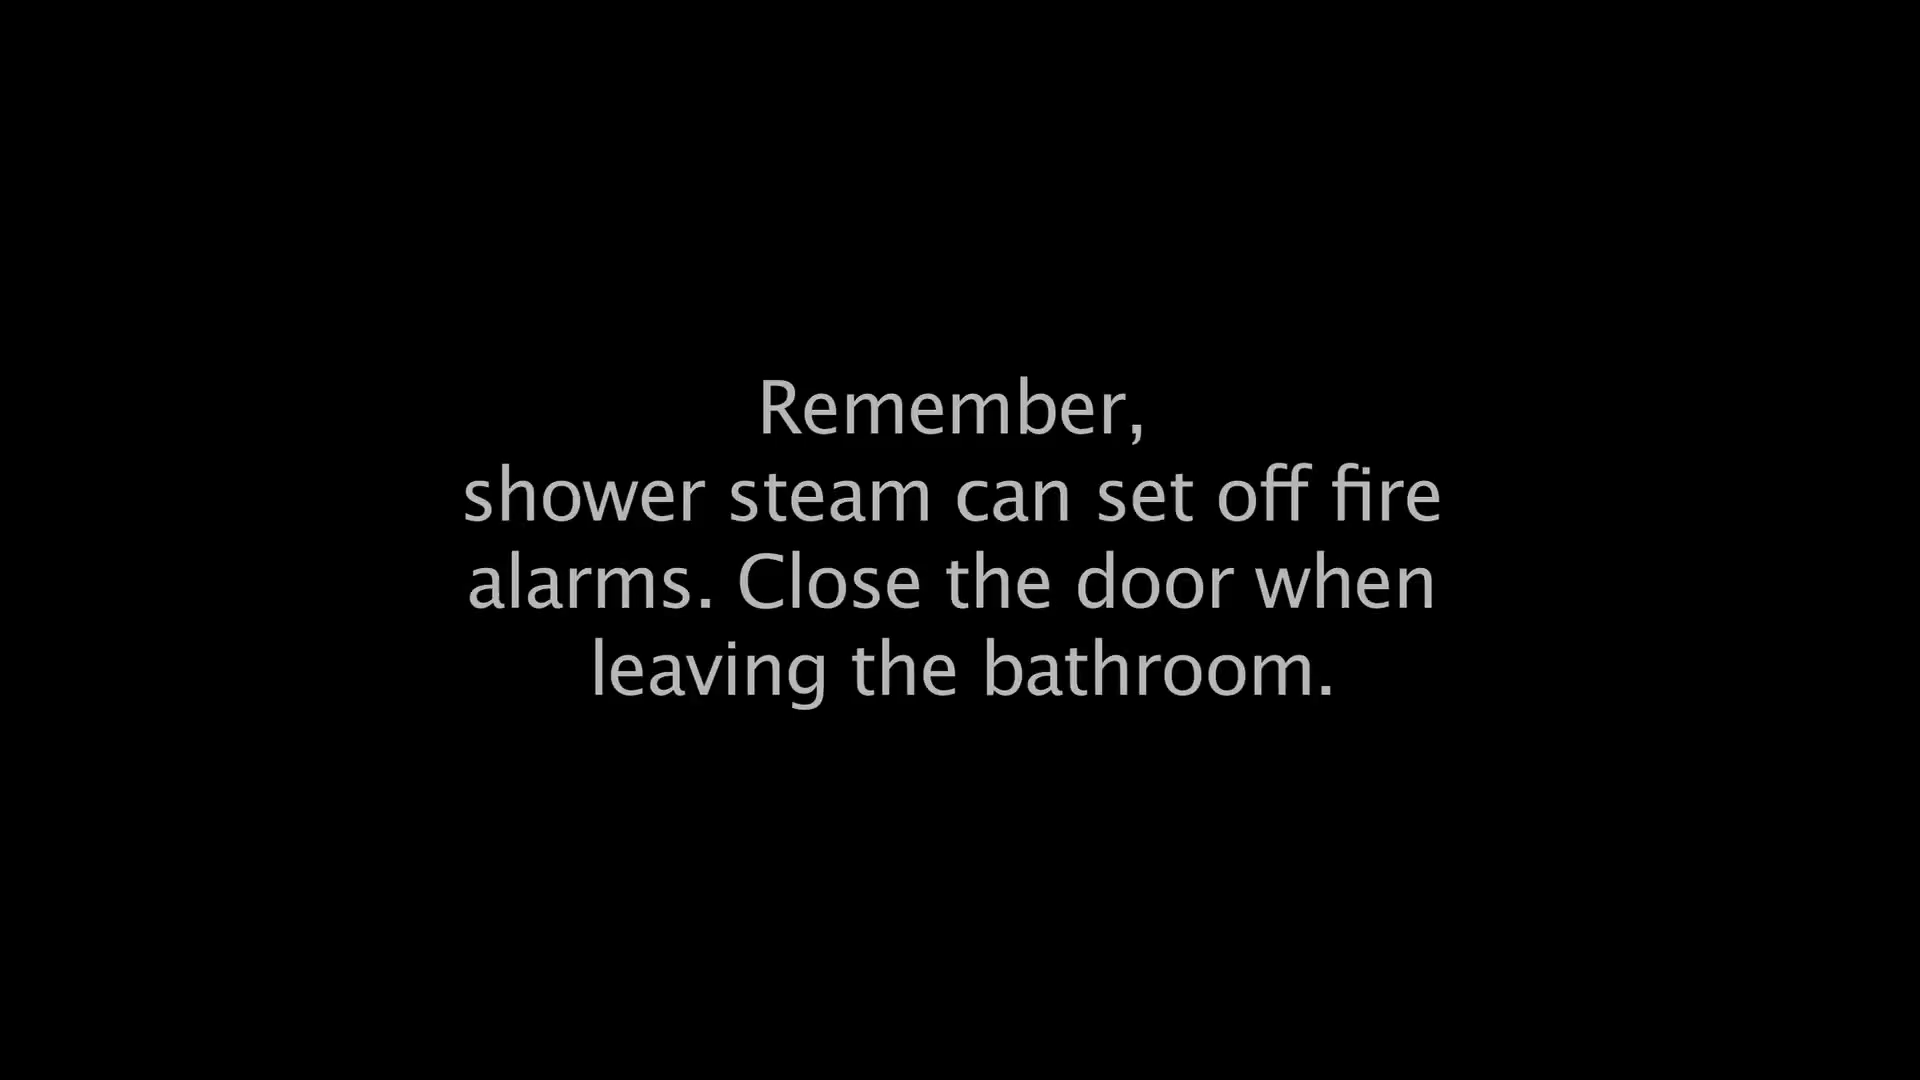 Remember,
shower steam can set off fire
alarms. Close the door when
leaving the bathroom.